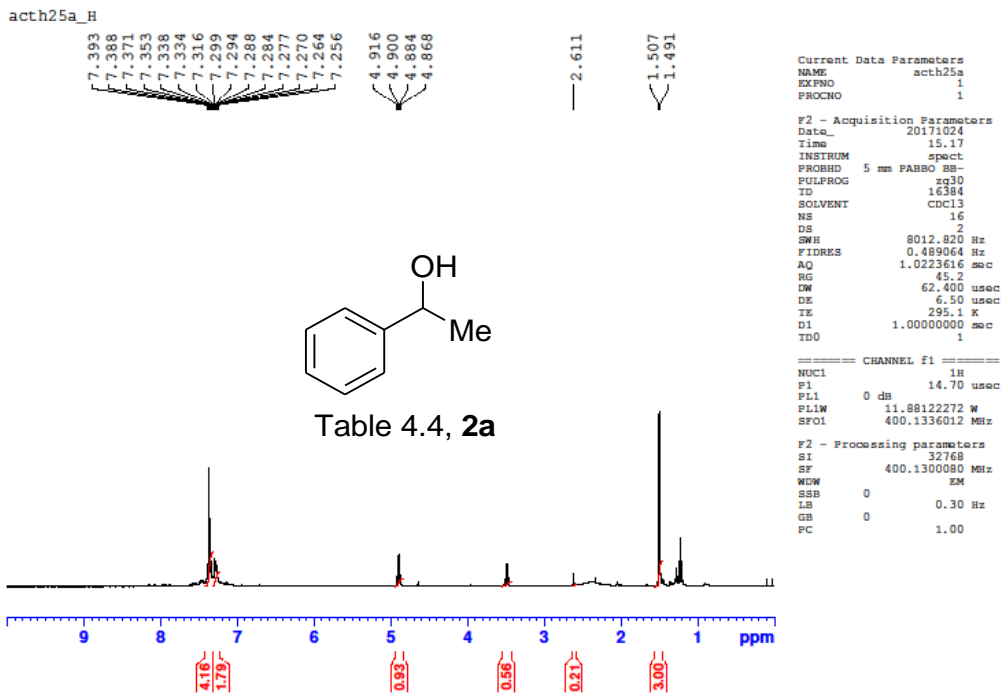 acth25a_H
7.393
7.388
7.371
7.353
7.338
7.334
7.316
7.299
7.294
7.288
7.284
7.277
7.270
7.264
7.256
4.916
4.900
4.884
4.868
2.611
1.507
1.491
OH
Me
Table 4.4, 2a
9 8 7 6 5 4 3 2 1 ppm
4.16
1.79
0.93
0.56
0.21
3.00
Current Data Parameters
NAME acth25a
EXPNO 1
PROCNO 1
F2 - Acquisition Parameters
Date_ 20171024
Time 15.17
INSTRUM spect
PROBHD 5 mm PABBO BB-
PULPROG zg30
TD 16384
SOLVENT CDCl3
NS 16
DS 2
SWH 8012.820 Hz
FIDRES 0.489064 Hz
AQ 1.0223616 sec
RG 45.2
DW 62.400 usec
DE 6.50 usec
TE 295.1 K
D1 1.00000000 sec
TD0 1
======== CHANNEL f1 ========
NUC1 1H
P1 14.70 usec
PL1 0 dB
PL1W 11.88122272 W
SFO1 400.1336012 MHz
F2 - Processing parameters
SI 32768
SF 400.1300080 MHz
WDW EM
SSB 0
LB 0.30 Hz
GB 0
PC 1.00